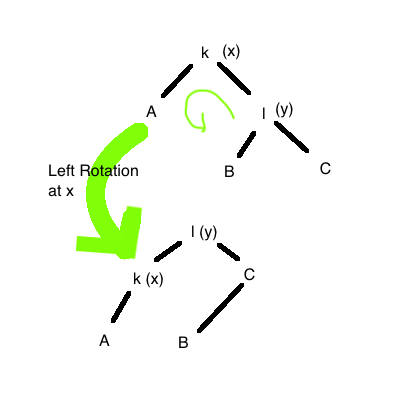 k (x)
A
l (y)
B
C
Left Rotation
at x
l (y)
k (x)
C
A
B